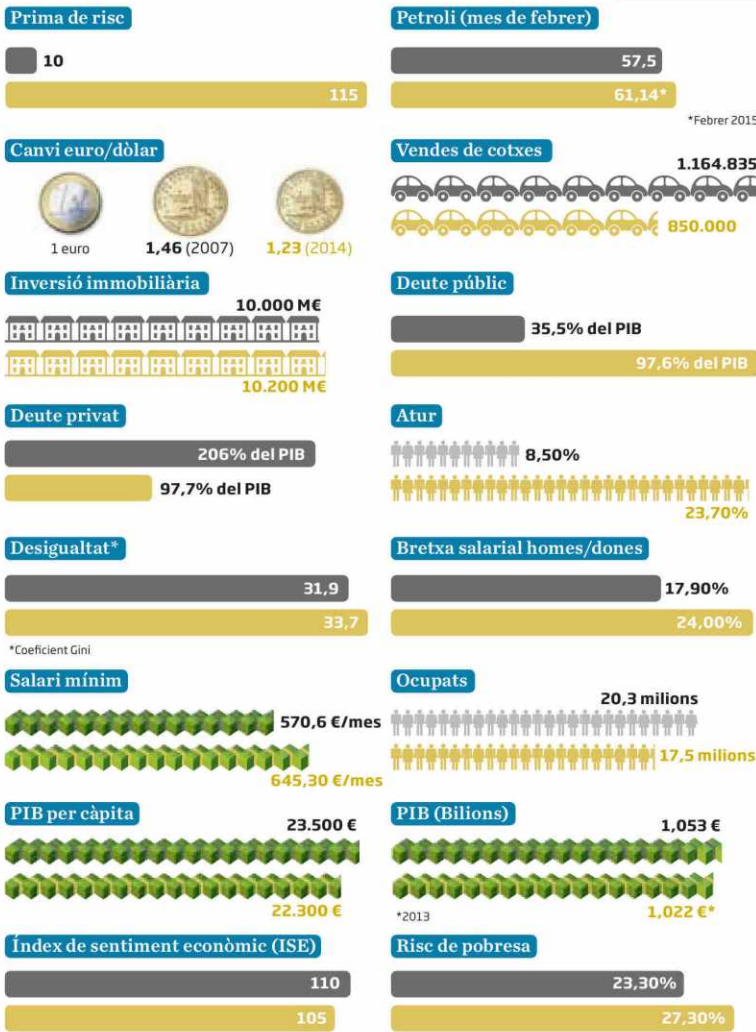 Prima de risc
10
115
Petroli (mes de febrer)
57,5
61,14*
*Febrer 2015
Canvi euro/dòlar
1 euro
1,46 (2007)
1,23 (2014)
Vendes de cotxes
1.164.835
850.000
Inversió immobiliària
10.000 M€
10.200 M€
Deute públic
35,5% del PIB
97,6% del PIB
Deute privat
206% del PIB
97,7% del PIB
Atur
8,50%
23,70%
Desigualtat*
31,9
33,7
*Coeficient Gini
Bretxa salarial homes/dones
17,90%
24,00%
Salari mínim
570,6 €/mes
645,30 €/mes
Ocupats
20,3 milions
17,5 milions
PIB per càpita
23.500 €
22.300 €
PIB (Bilions)
1,053 €
1,022 €*
*2013
Índex de sentiment econòmic (ISE)
110
105
Risc de pobresa
23,30%
27,30%